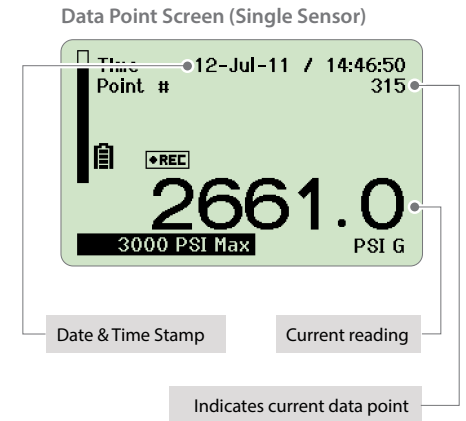 Data Point Screen (Single Sensor)
Time 12-Jul-11 / 14:46:50
Point # 315
REC
2661.0
3000 PSI Max PSI G
Date & Time Stamp Current reading
Indicates current data point